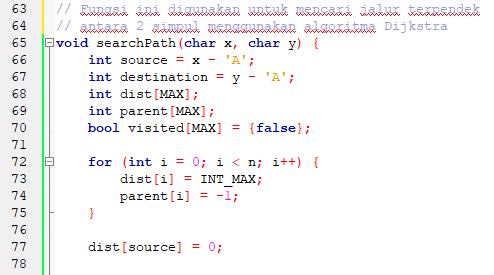 63 // Fungsi ini digunakan untuk mencari jalur terpendek
64 // antara 2 simpul menggunakan algoritma Dijkstra
65 void searchPath(char x, char y) {
66     int source = x - 'A';
67     int destination = y - 'A';
68     int dist[MAX];
69     int parent[MAX];
70     bool visited[MAX] = {false};
71
72     for (int i = 0; i < n; i++) {
73         dist[i] = INT_MAX;
74         parent[i] = -1;
75     }
76
77     dist[source] = 0;
78